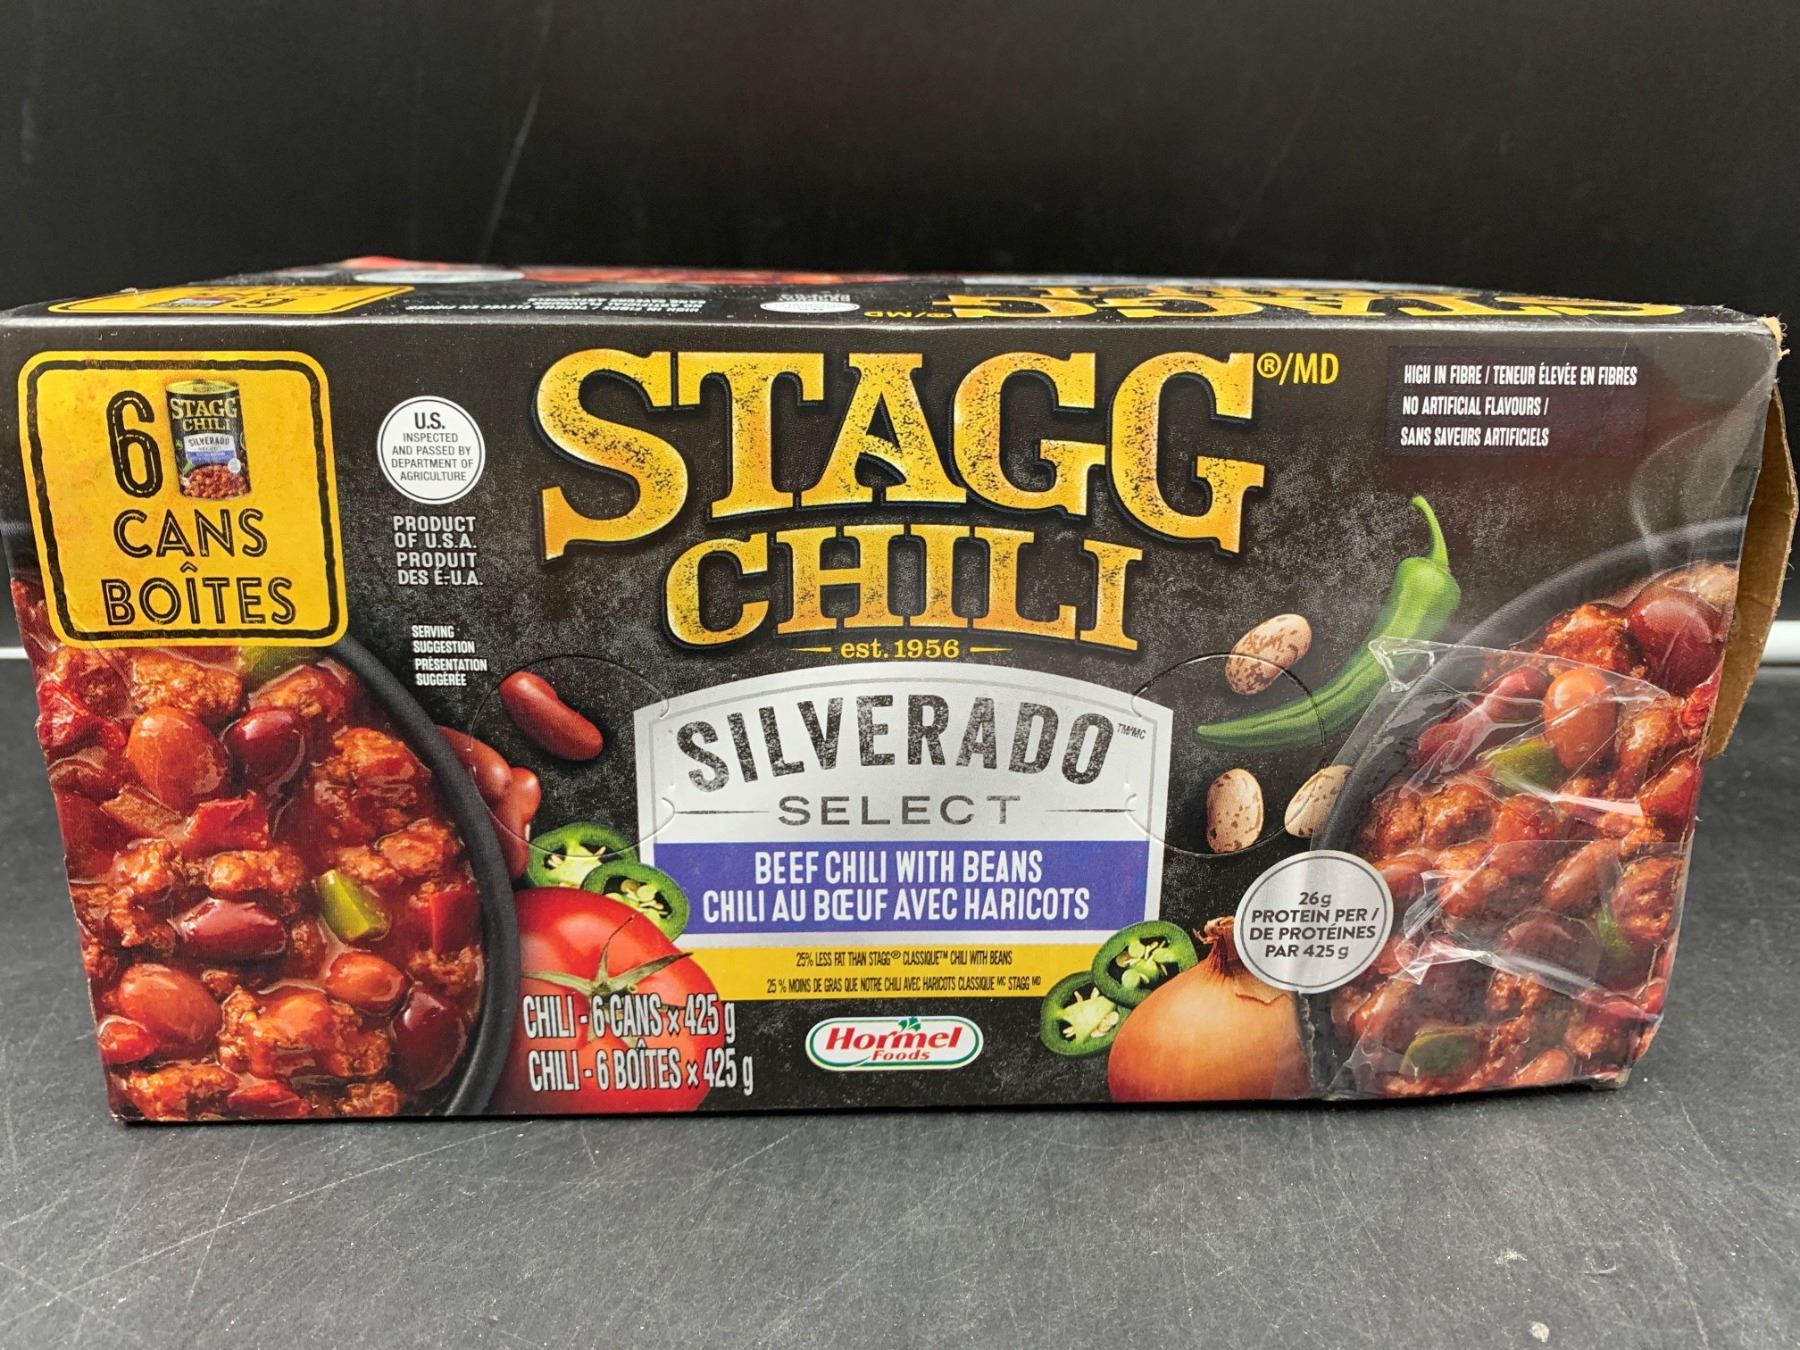 6
CANS
BOÎTES
STAGG
CHILI
SILVERADO
U.S.
INSPECTED
AND PASSED BY
DEPARTMENT OF
AGRICULTURE
PRODUCT
OF U.S.A.
PRODUIT
DES É.-U.A.
SERVING
SUGGESTION
PRÉSENTATION
SUGGÉRÉE
STAGG®/MD
CHILI
est. 1956
HIGH IN FIBRE / TENEUR ÉLEVÉE EN FIBRES
NO ARTIFICIAL FLAVOURS /
SANS SAVEURS ARTIFICIELS
SILVERADO TM/MC
SELECT
BEEF CHILI WITH BEANS
CHILI AU BŒUF AVEC HARICOTS
25% LESS FAT THAN STAGG® CLASSIQUE™ CHILI WITH BEANS
25 % MOINS DE GRAS QUE NOTRE CHILI AVEC HARICOTS CLASSIQUE MC STAGG MD
26g
PROTEIN PER /
DE PROTÉINES
PAR 425 g
CHILI - 6 CANS x 425 g
CHILI - 6 BOÎTES x 425 g
Hormel
Foods